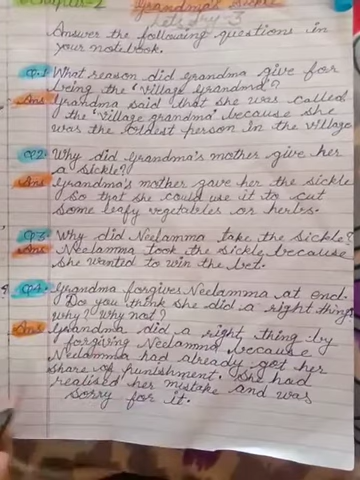 Chapter-2 Grandma's Sickle
Let's Try-3
Answer the following questions in
your notebook.
Q.1 What reason did grandma give for
being the 'Village Grandma'?
Ans Grandma said that she was called
the 'village grandma' because she
was the oldest person in the village
Q2. Why did Grandma's mother give her
a sickle?
Ans Grandma's mother gave her the sickle
so that she could use it to cut
some leafy vegetables or herbs.
Q3. Why did Neelamma take the sickle?
Ans Neelamma took the sickle because
she wanted to win the bet.
Q4. Grandma forgives Neelamma at end.
Do you think she did a right thing
why? why not?
Ans Grandma did a right thing by
forgiving Neelamma because
Neelamma had already got her
share of punishment. She had
realised her mistake and was
sorry for it.